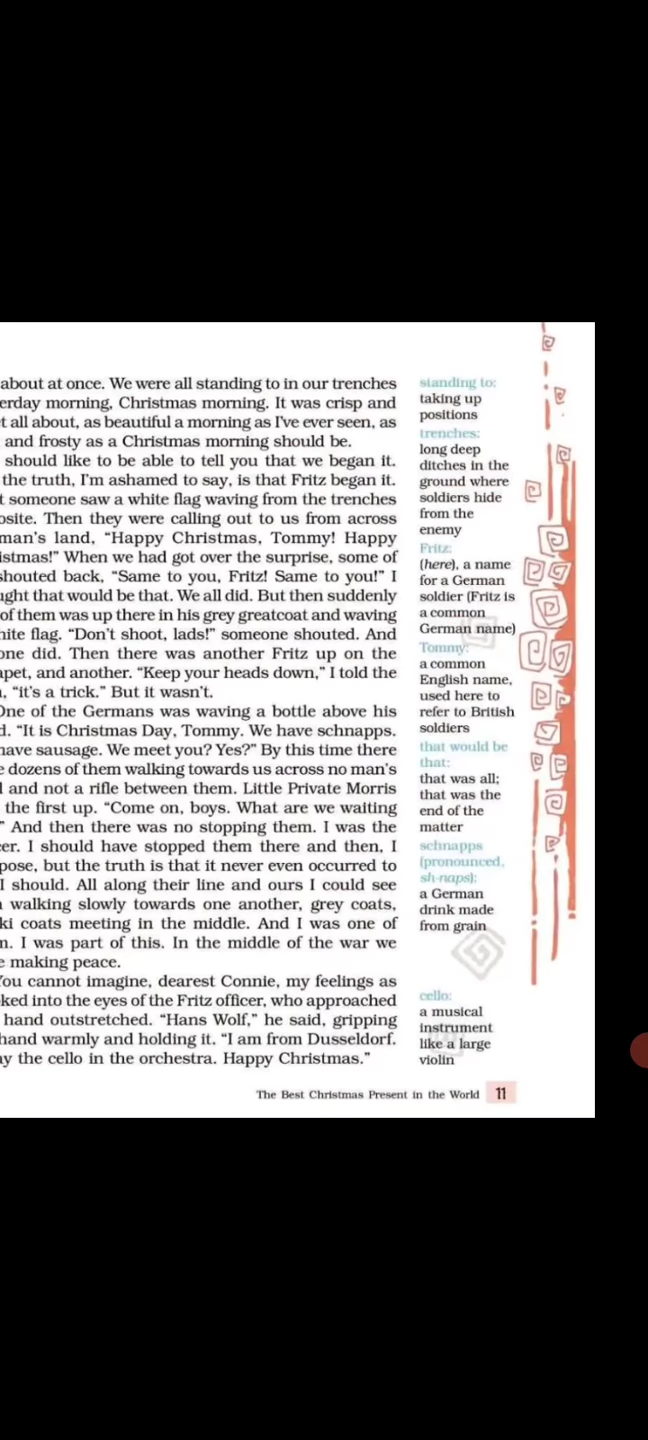 about at once. We were all standing to in our trenches
erday morning, Christmas morning. It was crisp and
t all about, as beautiful a morning as I've ever seen, as
and frosty as a Christmas morning should be.
should like to be able to tell you that we began it.
the truth, I'm ashamed to say, is that Fritz began it.
t someone saw a white flag waving from the trenches
osite. Then they were calling out to us from across
man's land, “Happy Christmas, Tommy! Happy
istmas!” When we had got over the surprise, some of
shouted back, “Same to you, Fritz! Same to you!” I
ught that would be that. We all did. But then suddenly
of them was up there in his grey greatcoat and waving
hite flag. “Don't shoot, lads!” someone shouted. And
one did. Then there was another Fritz up on the
apet, and another. “Keep your heads down,” I told the
, “it's a trick.” But it wasn't.
One of the Germans was waving a bottle above his
d. “It is Christmas Day, Tommy. We have schnapps.
have sausage. We meet you? Yes?” By this time there
e dozens of them walking towards us across no man's
l and not a rifle between them. Little Private Morris
the first up. “Come on, boys. What are we waiting
” And then there was no stopping them. I was the
cer. I should have stopped them there and then, I
pose, but the truth is that it never even occurred to
I should. All along their line and ours I could see
walking slowly towards one another, grey coats,
ki coats meeting in the middle. And I was one of
m. I was part of this. In the middle of the war we
e making peace.
You cannot imagine, dearest Connie, my feelings as
ked into the eyes of the Fritz officer, who approached
hand outstretched. “Hans Wolf,” he said, gripping
hand warmly and holding it. “I am from Dusseldorf.
ay the cello in the orchestra. Happy Christmas.”
standing to:
taking up
positions
trenches:
long deep
ditches in the
ground where
soldiers hide
from the
enemy
Fritz:
(here), a name
for a German
soldier (Fritz is
a common
German name)
Tommy:
a common
English name,
used here to
refer to British
soldiers
that would be
that:
that was all;
that was the
end of the
matter
schnapps
(pronounced,
sh-naps):
a German
drink made
from grain
cello:
a musical
instrument
like a large
violin
The Best Christmas Present in the World 11